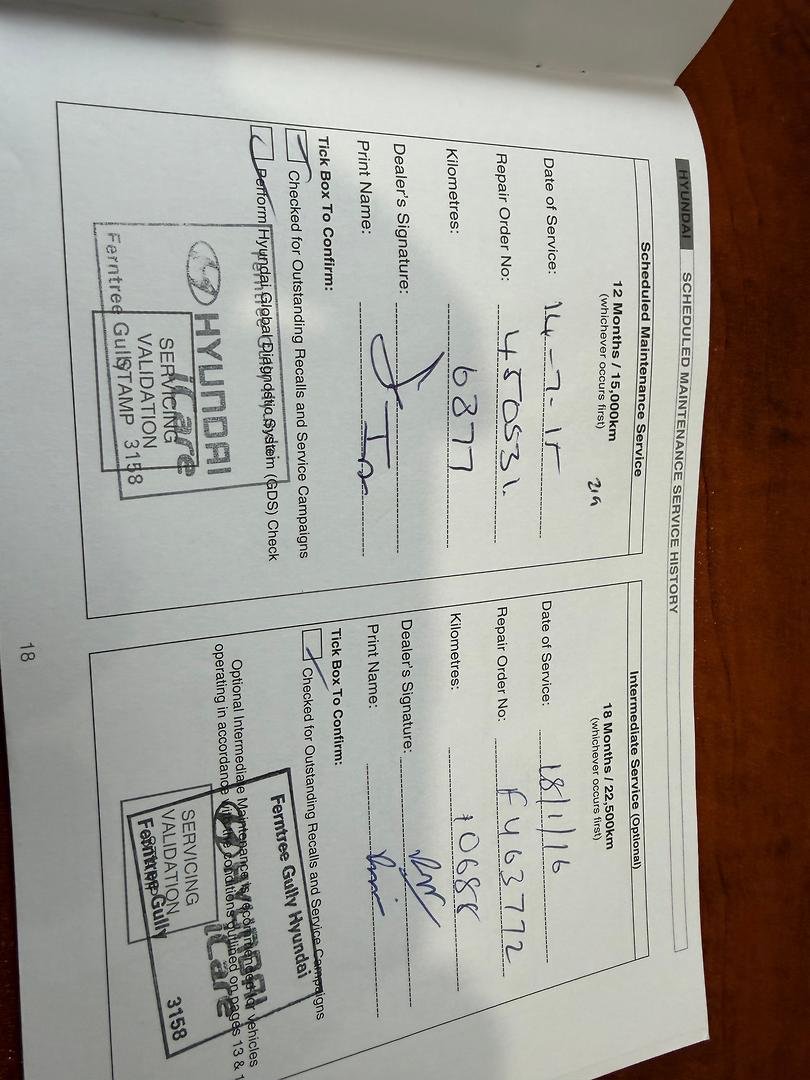 HYUNDAI SCHEDULED MAINTENANCE SERVICE HISTORY
Scheduled Maintenance Service
12 Months / 15,000km
(whichever occurs first)
Date of Service: 14-7-15
Repair Order No:
Kilometres: 6877
Dealer's Signature:
Print Name:
Tick Box To Confirm:
Checked for Outstanding Recalls and Service Campaigns
Perform Hyundai Global Diagnostic System (GDS) Check
HYUNDAI
iCare
SERVICING
VALIDATION
STAMP 3158
Ferntree Gully
Intermediate Service (Optional)
18 Months / 22,500km
(whichever occurs first)
Date of Service: 18/1/16
Repair Order No: F463772
Kilometres: 10688
Dealer's Signature:
Print Name:
Tick Box To Confirm:
Checked for Outstanding Recalls and Service Campaigns
Optional Intermediate Maintenance is recommended for vehicles
operating in accordance with the conditions outlined on pages 13 &
Ferntree Gully Hyundai
HYUNDAI
iCare
SERVICING
VALIDATION
Ferntree Gully 3158
18